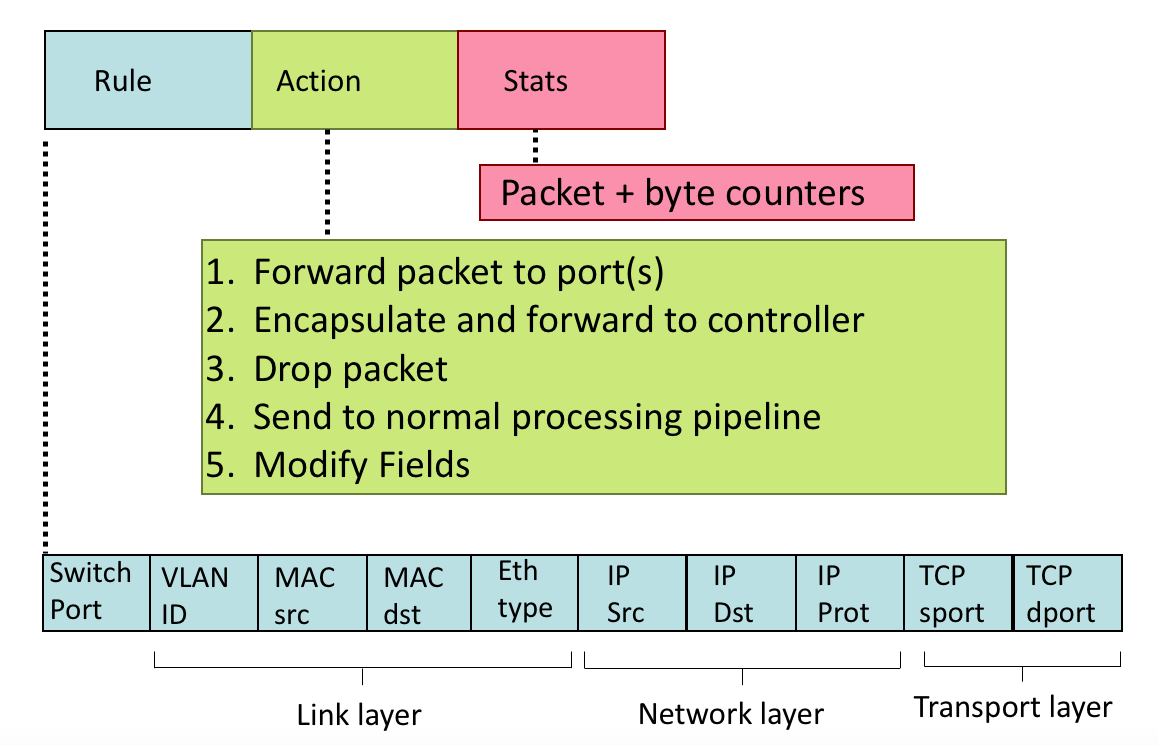 Rule Action Stats
Packet + byte counters
1. Forward packet to port(s)
2. Encapsulate and forward to controller
3. Drop packet
4. Send to normal processing pipeline
5. Modify Fields
Switch
Port
VLAN
ID
MAC
src
MAC
dst
Eth
type
IP
Src
IP
Dst
IP
Prot
TCP
sport
TCP
dport
Link layer
Network layer
Transport layer